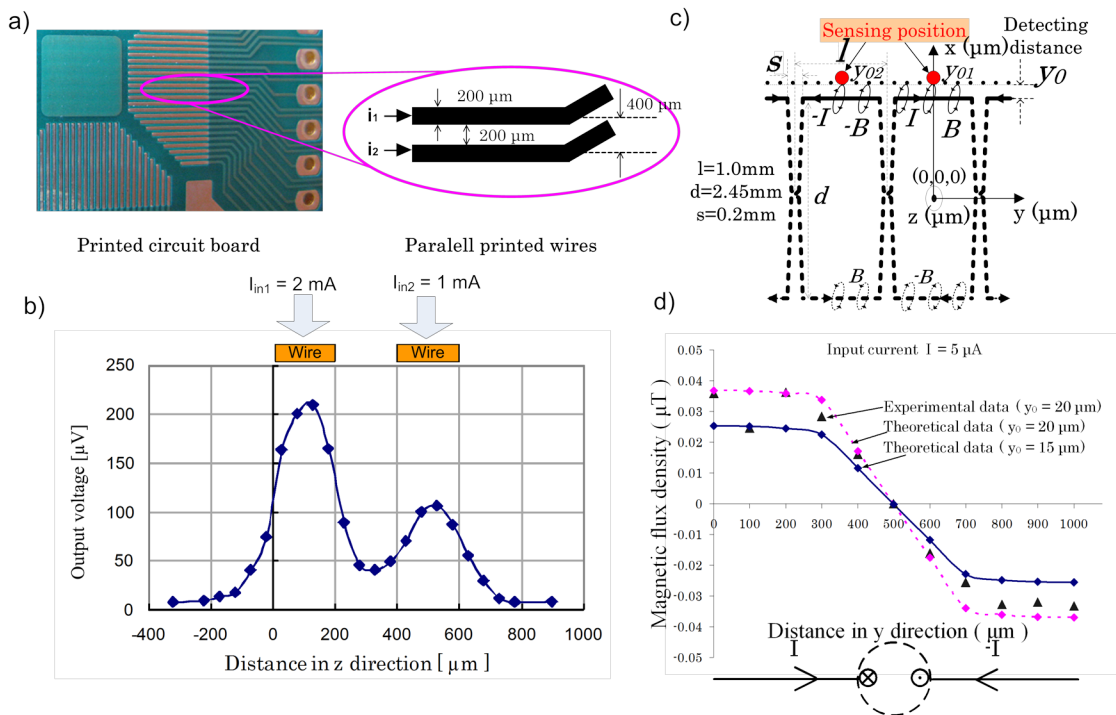 a)
200 μm
400 μm
i1
200 μm
i2
Printed circuit board
Paralell printed wires
b)
Iin1 = 2 mA
Iin2 = 1 mA
Wire
Wire
250
200
150
100
50
0
-400
-200
0
200
400
600
800
1000
Output voltage [μV]
Distance in z direction [ μm ]
c)
Sensing position
x (μm)
Detecting
distance
l
s
y02
y01
y0
-I
-B
I
B
l=1.0mm
d=2.45mm
s=0.2mm
d
(0,0,0)
z (μm)
y (μm)
B
-B
d)
Input current I = 5 μA
0.05
0.04
0.03
0.02
0.01
0
-0.01
-0.02
-0.03
-0.04
-0.05
Magnetic flux density ( μT )
Experimental data ( y0 = 20 μm)
Theoretical data ( y0 = 20 μm)
Theoretical data ( y0 = 15 μm)
0
100
200
300
400
500
600
700
800
900
1000
Distance in y direction ( μm )
I
-I